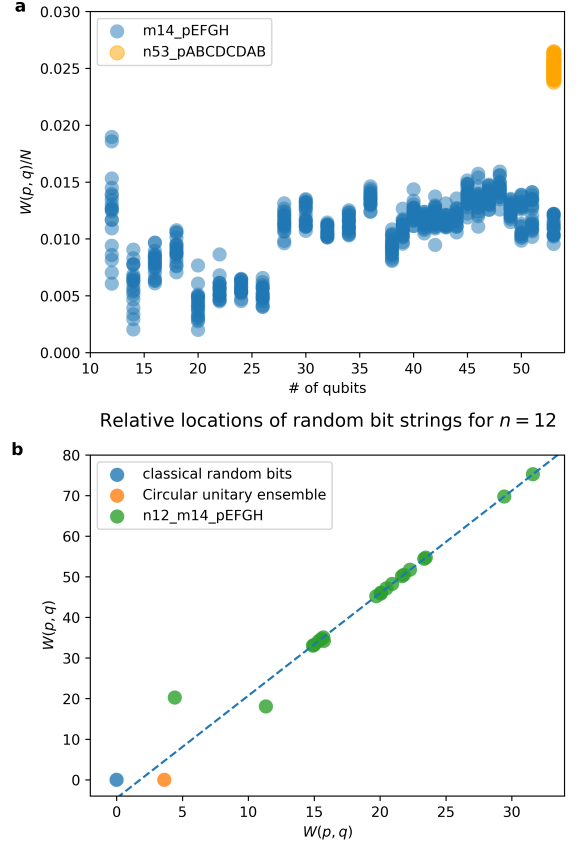 a
0.030
0.025
0.020
0.015
0.010
0.005
0.000
W(p, q)/N
m14_pEFGH
n53_pABCDCDAB
10 15 20 25 30 35 40 45 50
# of qubits
Relative locations of random bit strings for n = 12
b
80
70
60
50
40
30
20
10
0
W(p, q)
classical random bits
Circular unitary ensemble
n12_m14_pEFGH
0 5 10 15 20 25 30
W(p, q)